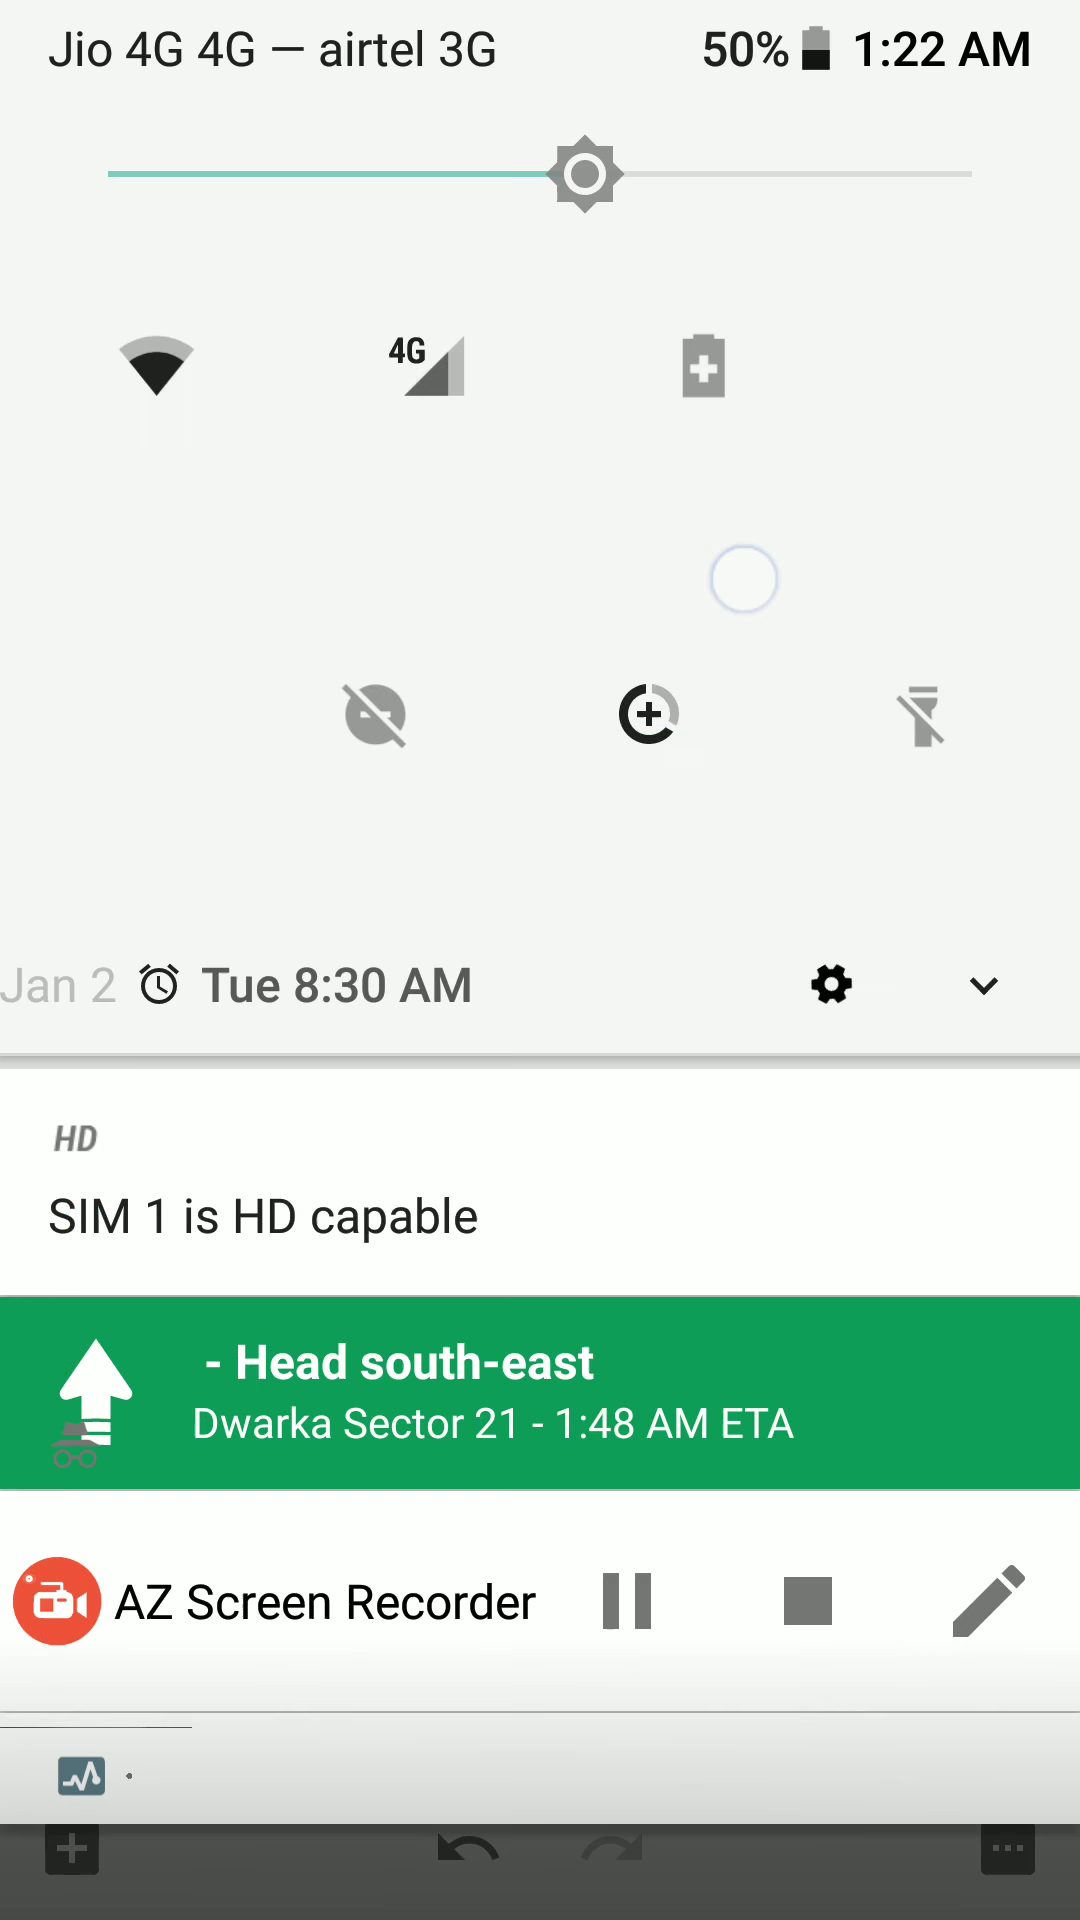 Jio 4G 4G — airtel 3G 50% 1:22 AM
4G
Jan 2 Tue 8:30 AM
HD
SIM 1 is HD capable
- Head south-east
Dwarka Sector 21 - 1:48 AM ETA
AZ Screen Recorder